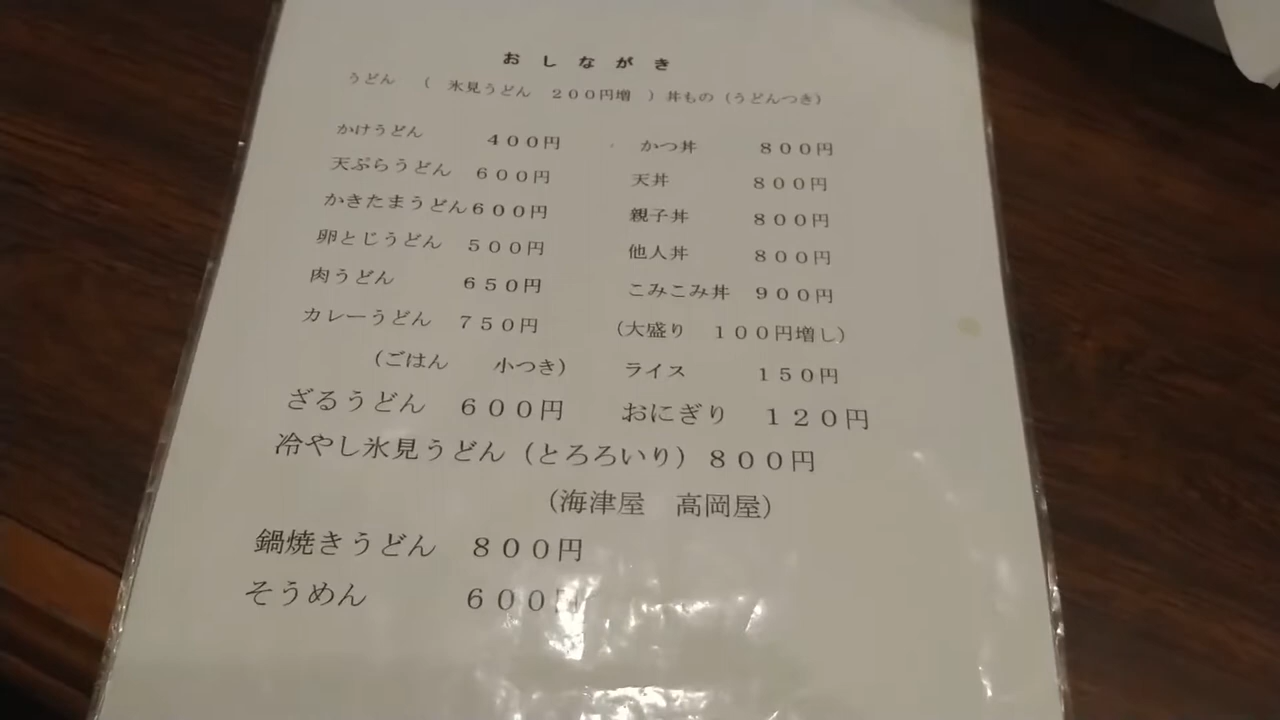 おしながき
うどん （ 氷見うどん ２００円増 ）丼もの（うどんつき）
かけうどん ４００円 かつ丼 ８００円
天ぷらうどん ６００円 天丼 ８００円
かきたまうどん６００円 親子丼 ８００円
卵とじうどん ５００円 他人丼 ８００円
肉うどん ６５０円 こみこみ丼 ９００円
カレーうどん ７５０円 （大盛り １００円増し）
（ごはん 小つき） ライス １５０円
ざるうどん ６００円 おにぎり １２０円
冷やし氷見うどん（とろろいり）８００円
（海津屋 高岡屋）
鍋焼きうどん ８００円
そうめん ６００円